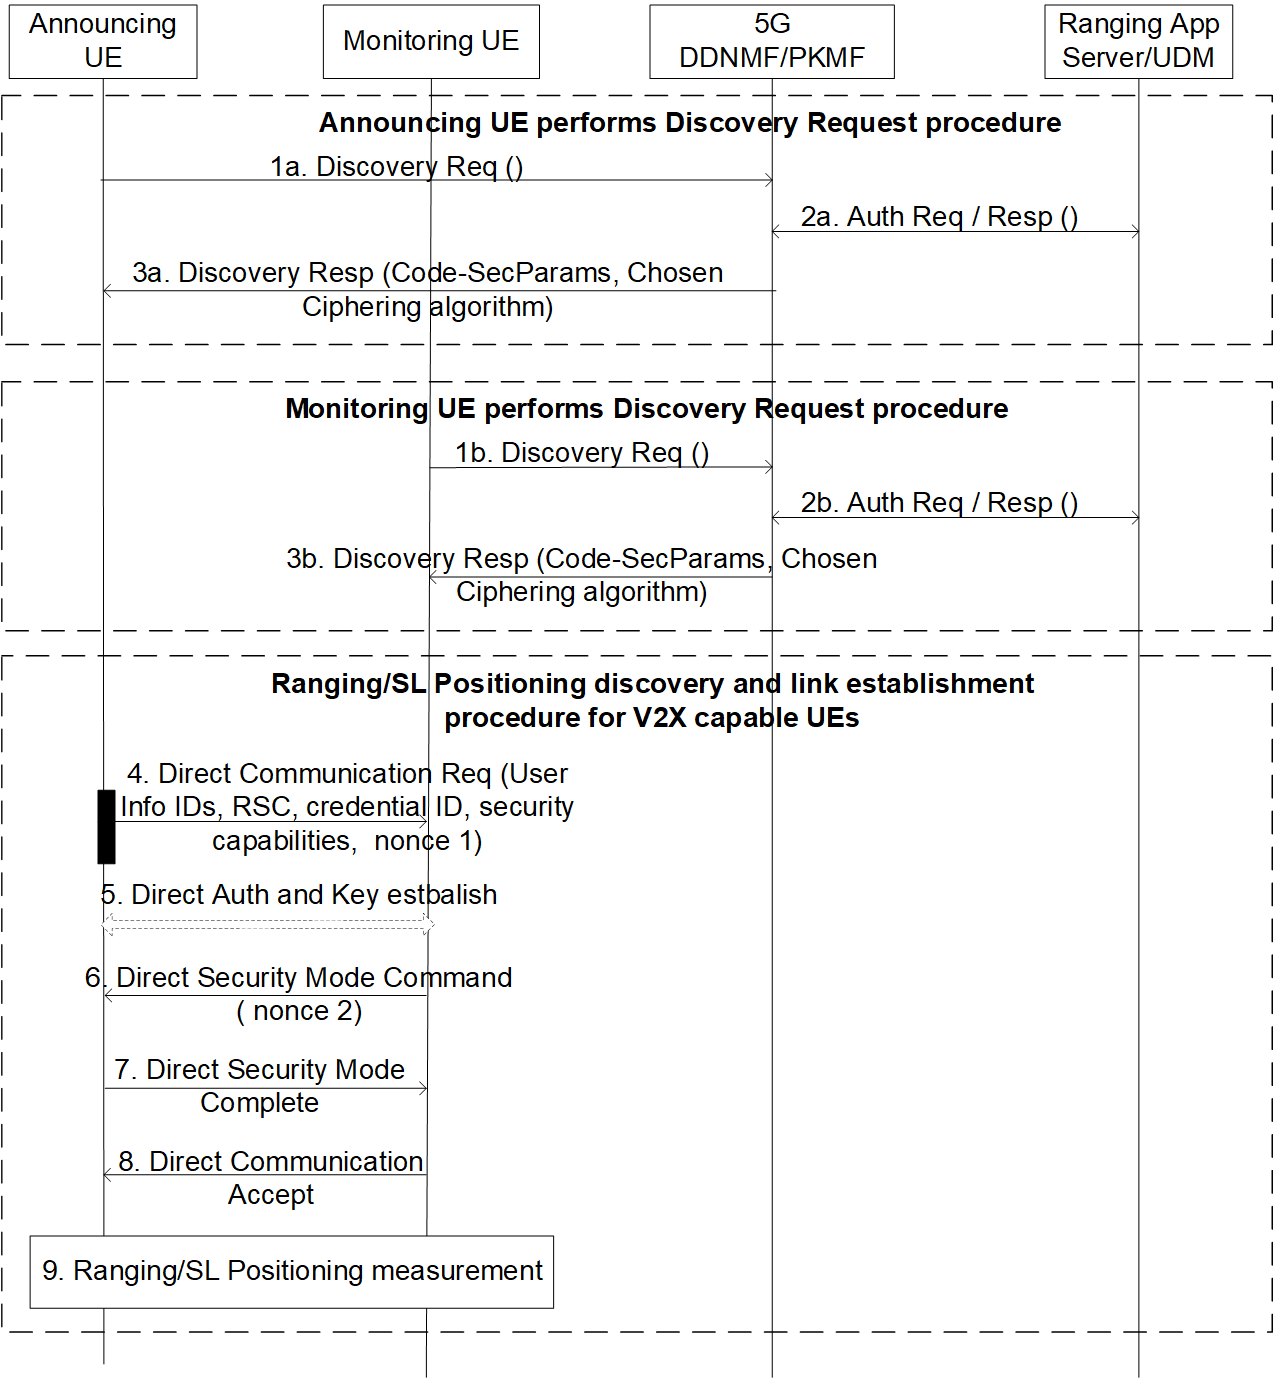 Announcing
UE
Monitoring UE
5G
DDNMF/PKMF
Ranging App
Server/UDM
Announcing UE performs Discovery Request procedure
1a. Discovery Req ()
2a. Auth Req / Resp ()
3a. Discovery Resp (Code-SecParams, Chosen
Ciphering algorithm)
Monitoring UE performs Discovery Request procedure
1b. Discovery Req ()
2b. Auth Req / Resp ()
3b. Discovery Resp (Code-SecParams, Chosen
Ciphering algorithm)
Ranging/SL Positioning discovery and link establishment
procedure for V2X capable UEs
4. Direct Communication Req (User
Info IDs, RSC, credential ID, security
capabilities,  nonce 1)
5. Direct Auth and Key estbalish
6. Direct Security Mode Command
( nonce 2)
7. Direct Security Mode
Complete
8. Direct Communication
Accept
9. Ranging/SL Positioning measurement